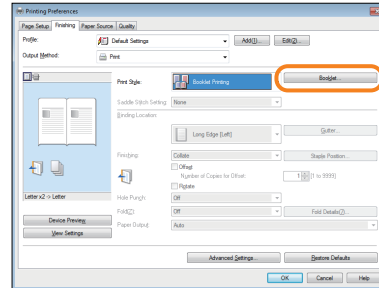 Printing Preferences
Page Setup Finishing Paper Source Quality
Profile: Default Settings Add(1)... Edit(2)...
Output Method: Print
Print Style: Booklet Printing Booklet...
Saddle Stitch Setting: None
Binding Location:
Long Edge [Left] Gutter...
Finishing: Collate Staple Position...
Offset
Number of Copies for Offset: 1 [1 to 9999]
Rotate
Letter x2 -> Letter Hole Punch: Off
Fold(Z): Off Fold Details(J)...
Device Preview Paper Output: Auto
View Settings
Advanced Settings... Restore Defaults
OK Cancel Help